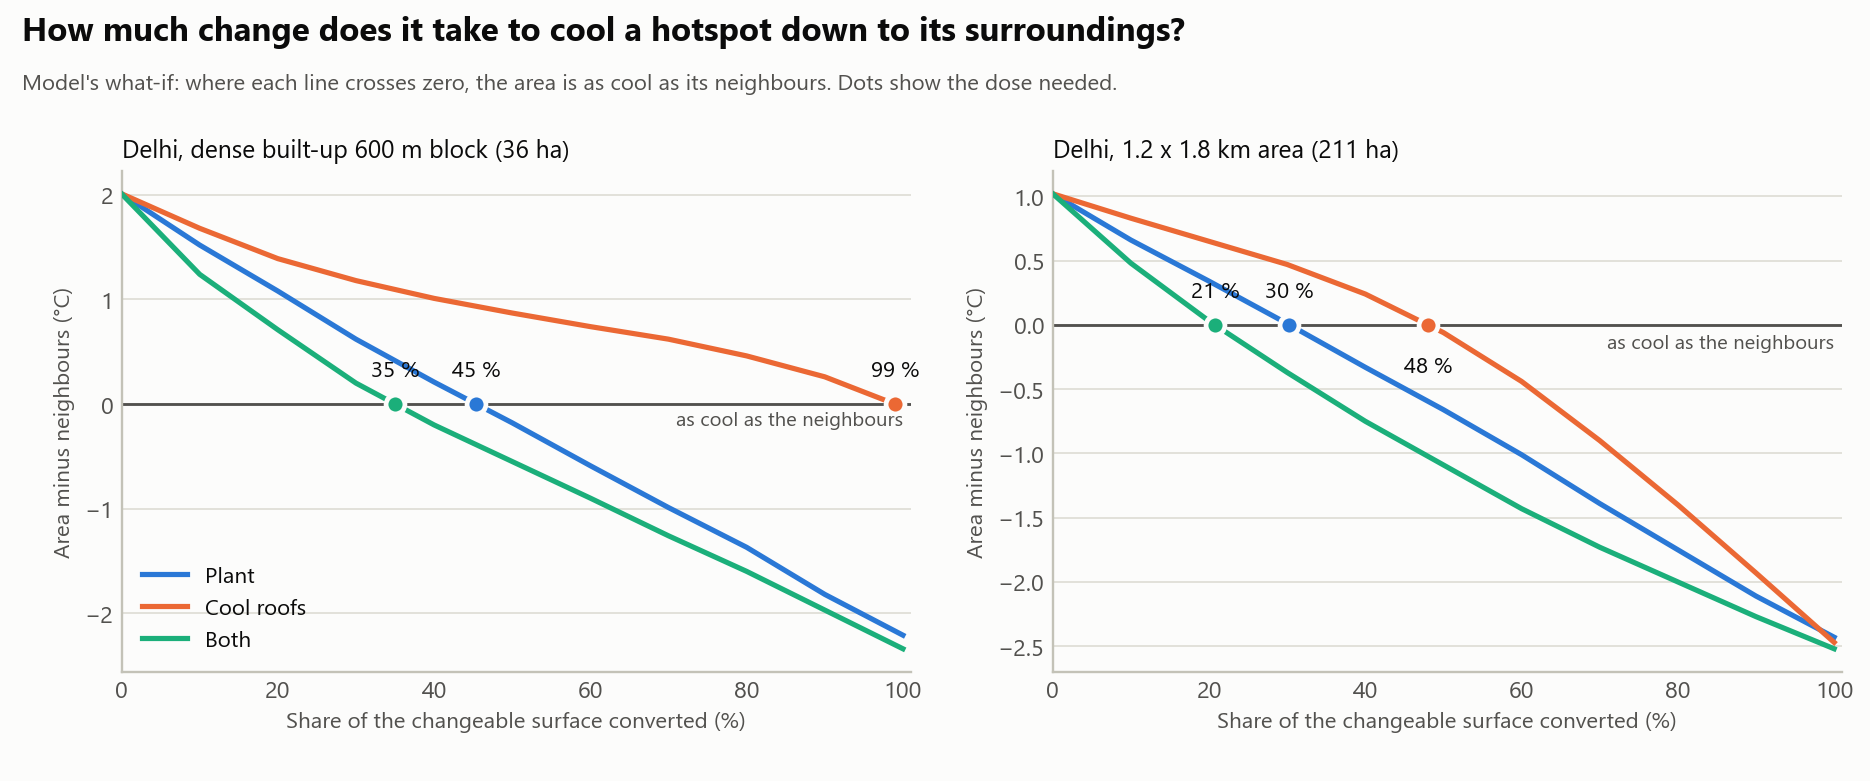 How much change does it take to cool a hotspot down to its surroundings?
Model's what-if: where each line crosses zero, the area is as cool as its neighbours. Dots show the dose needed.
Delhi, dense built-up 600 m block (36 ha)
Area minus neighbours (°C)
2
1
0
−1
−2
35 %
45 %
99 %
as cool as the neighbours
Plant
Cool roofs
Both
0 20 40 60 80 100
Share of the changeable surface converted (%)
Delhi, 1.2 x 1.8 km area (211 ha)
Area minus neighbours (°C)
1.0
0.5
0.0
−0.5
−1.0
−1.5
−2.0
−2.5
21 %
30 %
48 %
as cool as the neighbours
0 20 40 60 80 100
Share of the changeable surface converted (%)